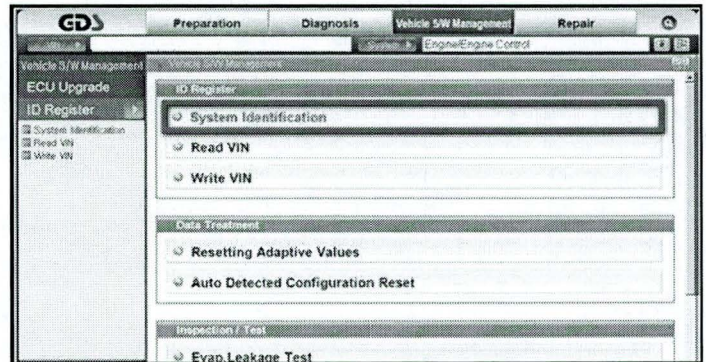 GDS Preparation Diagnosis Vehicle S/W Management Repair
System Engine/Engine Control
Vehicle S/W Management Vehicle S/W Management
ECU Upgrade
ID Register
System Identification
Read VIN
Write VIN
ID Register
System Identification
Read VIN
Write VIN
Data Treatment
Resetting Adaptive Values
Auto Detected Configuration Reset
Inspection / Test
Evap.Leakage Test